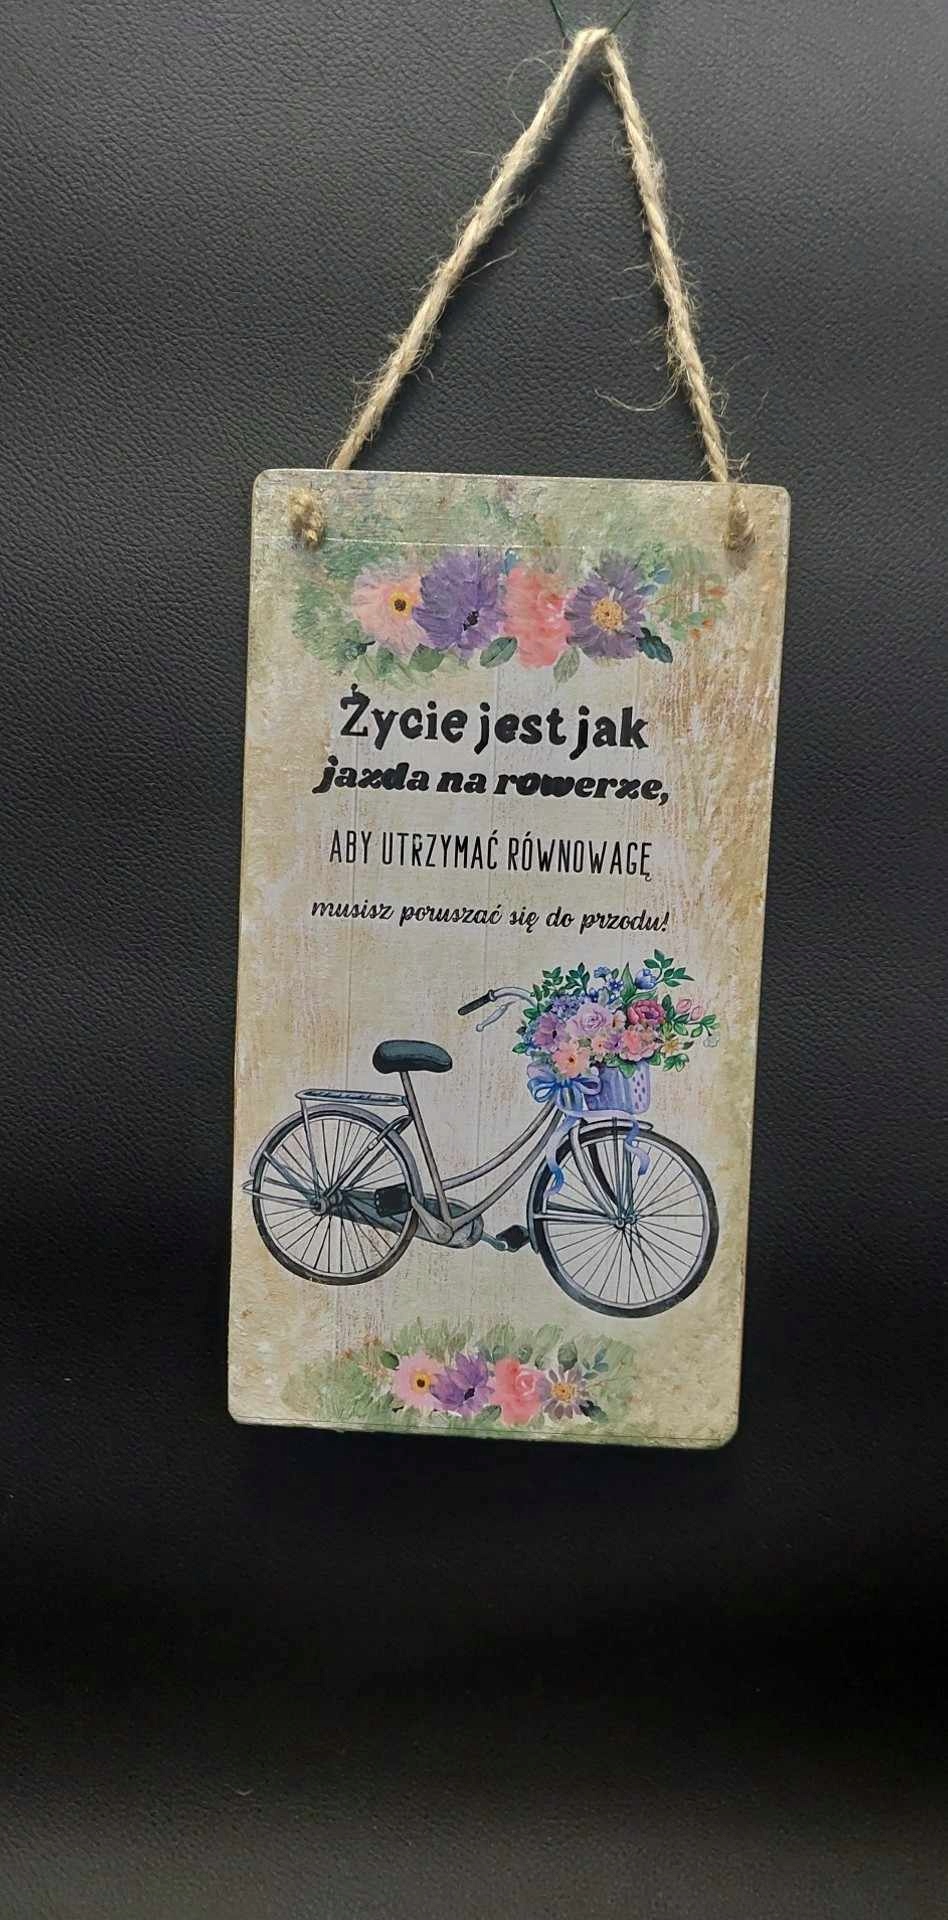 Życie jest jak
jazda na rowerze,
ABY UTRZYMAĆ RÓWNOWAGĘ
musisz poruszać się do przodu!